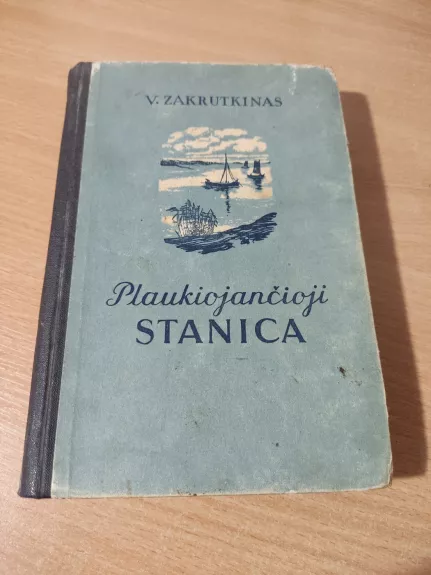 V. ZAKRUTKINAS
Plaukiojančioji
STANICA